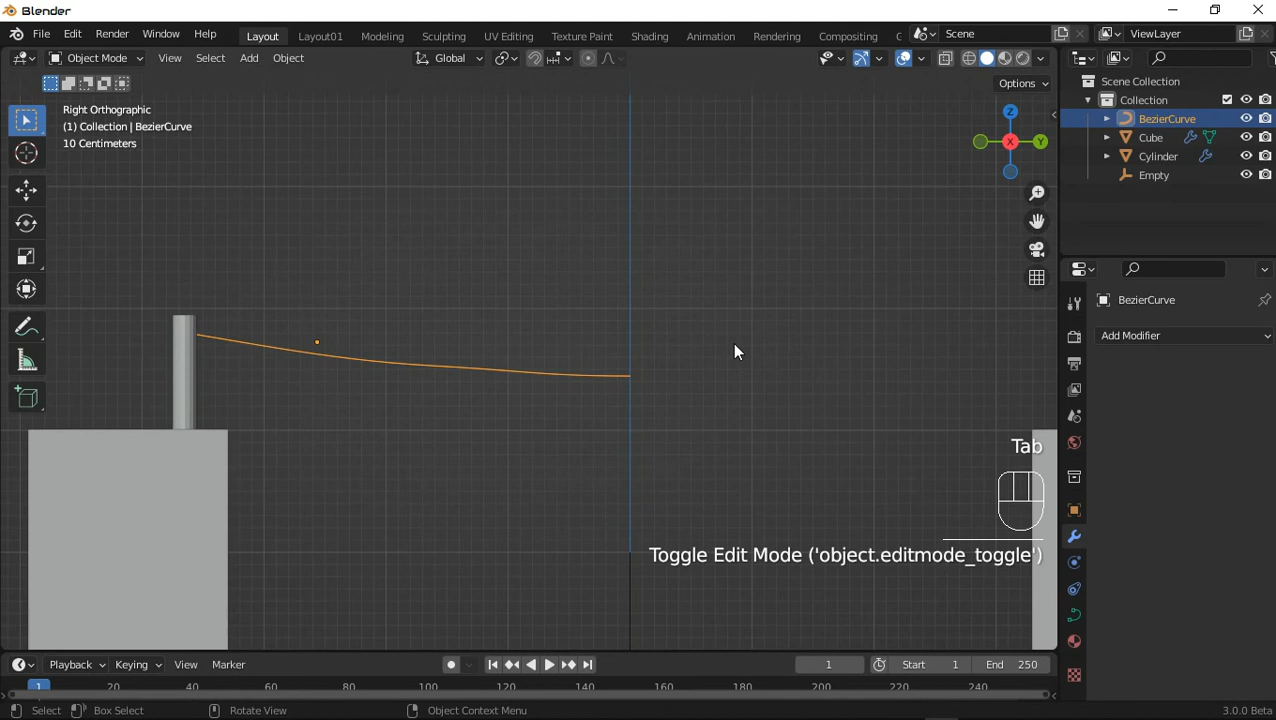 Blender
File Edit Render Window Help Layout Layout01 Modeling Sculpting UV Editing Texture Paint Shading Animation Rendering Compositing C Scene ViewLayer
Object Mode View Select Add Object Global
Options
Right Orthographic
(1) Collection | BezierCurve
10 Centimeters
Z
X
Y
Scene Collection
Collection
BezierCurve
Cube
Cylinder
Empty
BezierCurve
Add Modifier
Tab
Toggle Edit Mode ('object.editmode_toggle')
Playback Keying View Marker 1 Start 1 End 250
1 20 40 60 80 100 120 140 160 180 200 220 240
Select Box Select Rotate View Object Context Menu 3.0.0 Beta